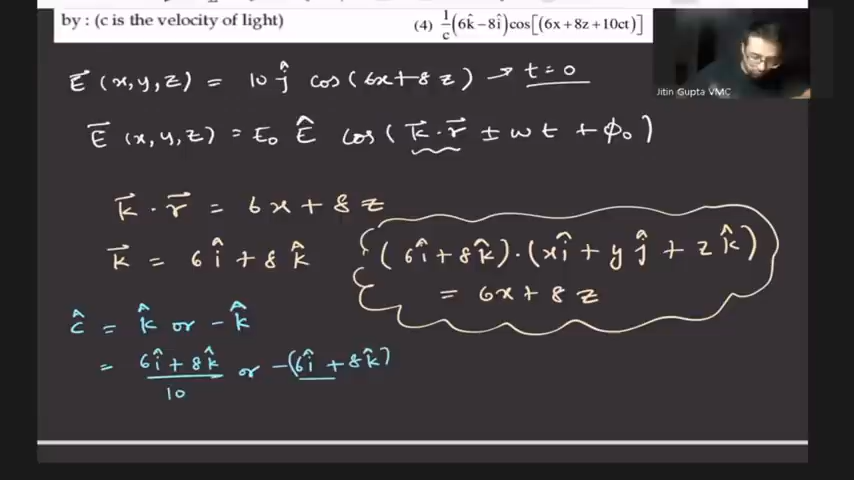 by : (c is the velocity of light)
(4) 1/c (6k̂−8î)cos[(6x+8z+10ct)]
E⃗ (x,y,z) = 10 ĵ cos(6x+8z) → t=0
Jitin Gupta VMC
E⃗ (x,y,z) = E₀ Ê cos( k⃗·r⃗ ± ωt + ϕ₀)
k⃗ · r⃗ = 6x + 8z
k⃗ = 6î + 8k̂
(6î + 8k̂)·(xî + yĵ + zk̂)
= 6x + 8z
ĉ = k̂ or −k̂
= (6î + 8k̂)/10 or −(6î + 8k̂)